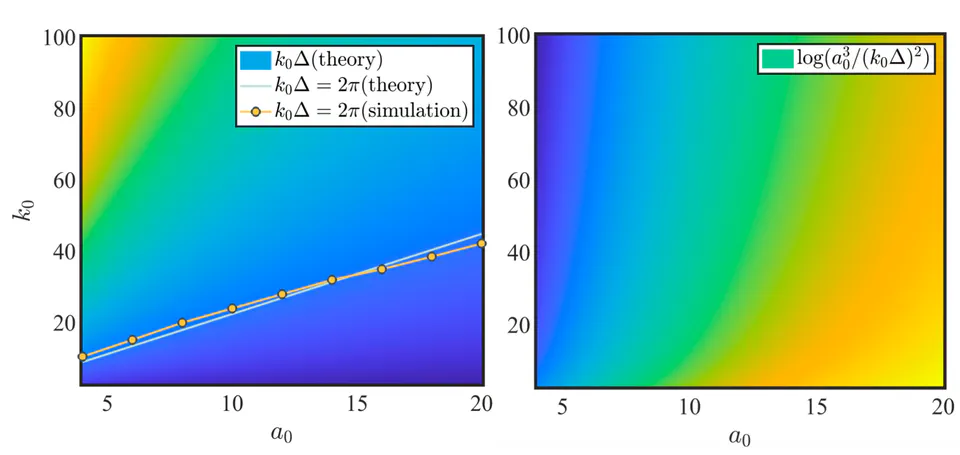 100
80
60
40
20
k₀
5 10 15 20
a₀
k₀Δ(theory)
k₀Δ = 2π(theory)
k₀Δ = 2π(simulation)
100
80
60
40
20
5 10 15 20
a₀
log(a₀³/(k₀Δ)²)